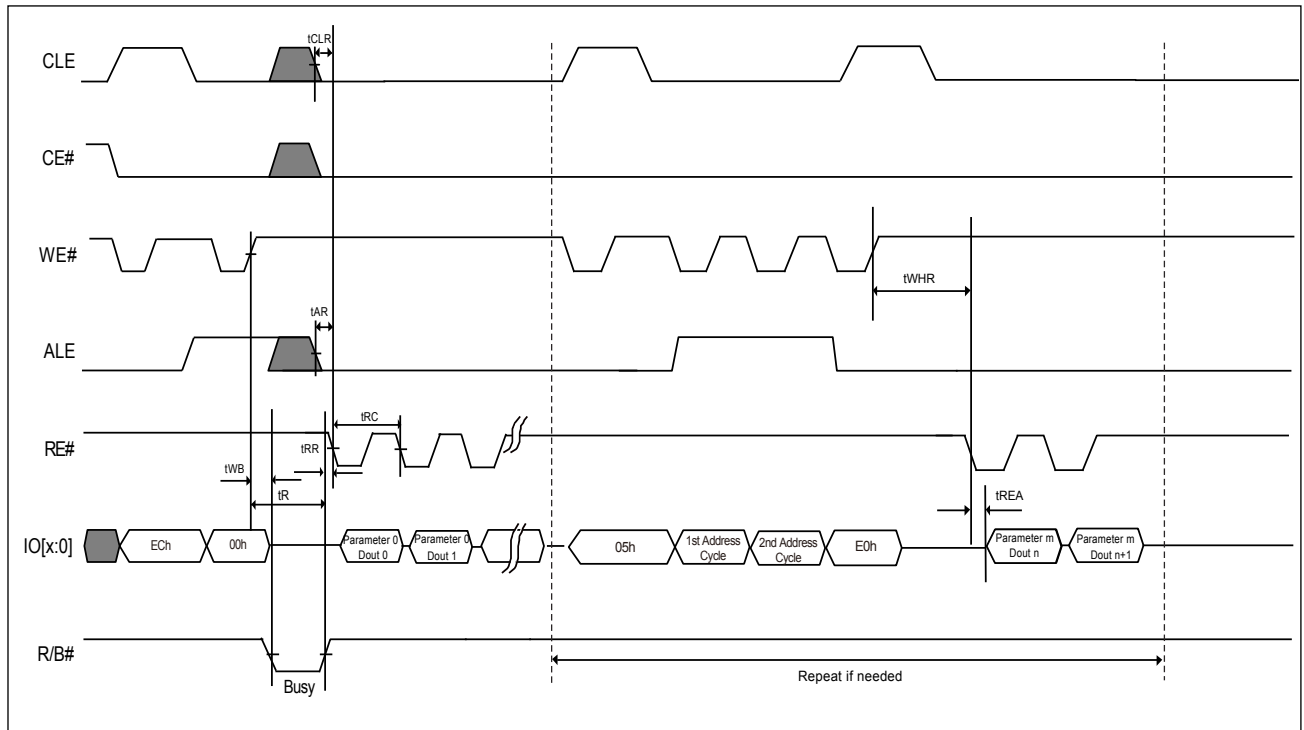 CLE
tCLR
CE#
WE#
tWHR
ALE
tAR
RE#
tRC
tRR
tWB
tR
tREA
IO[x:0]
ECh
00h
Parameter 0
Dout 0
Parameter 0
Dout 1
05h
1st Address
Cycle
2nd Address
Cycle
E0h
Parameter m
Dout n
Parameter m
Dout n+1
R/B#
Busy
Repeat if needed